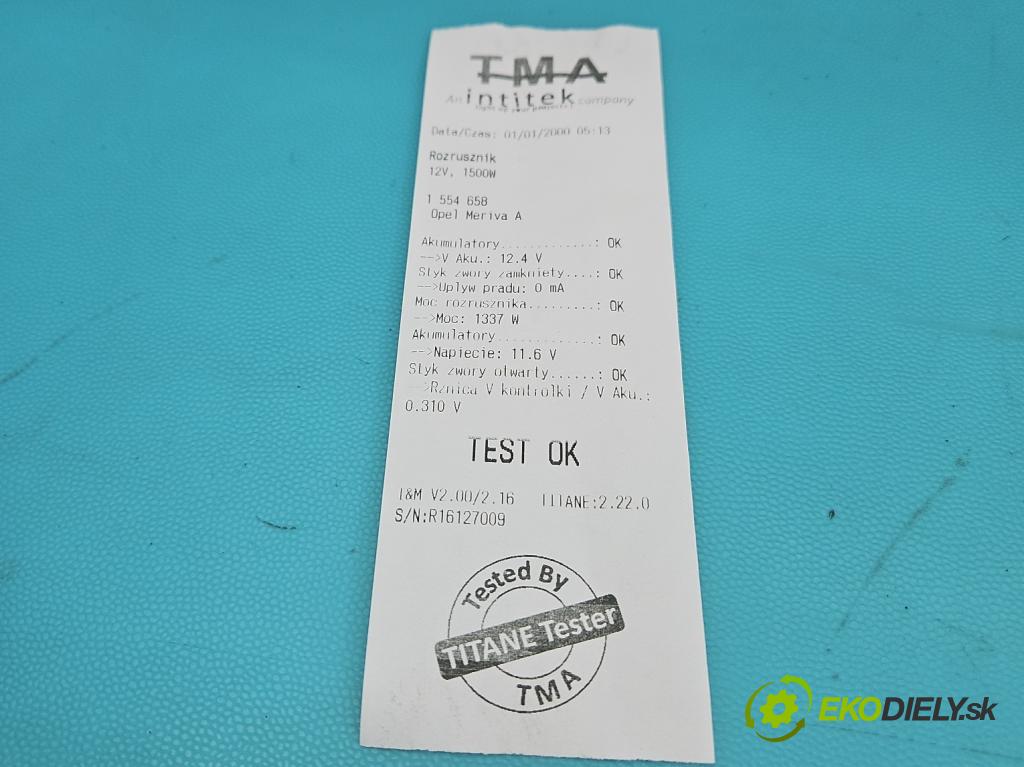 TMA
An intitek company
Data/Czas: 01/01/2000 05:13
Rozrusznik
12V, 1500W
1 554 658
Opel Meriva A
Akumulatory.............: OK
-->V Aku.: 12.4 V
Styk zwory zamkniety....: OK
-->Uplyw pradu: 0 mA
Moc rozrusznika.........: OK
-->Moc: 1337 W
Akumulatory.............: OK
-->Napiecie: 11.6 V
Styk zwory otwarty......: OK
-->Rznica V kontrolki / V Aku.:
0.310 V
TEST OK
I&M V2.00/2.16 TITANE:2.22.0
S/N:R16127009
Tested By
TITANE Tester
TMA
EKODIELY.sk